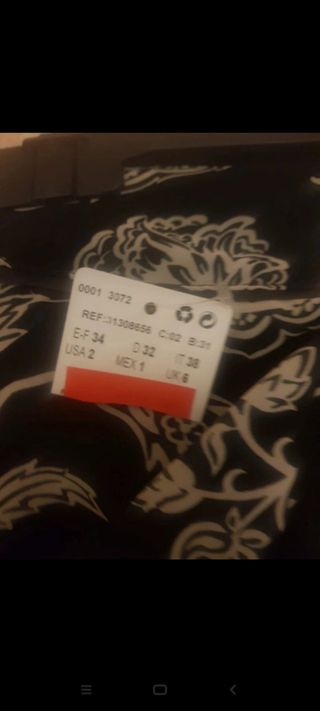 0001 3072
REF:31308656 C:02 B:31
E-F 34 D 32 IT 38
USA 2 MEX 1 UK 6